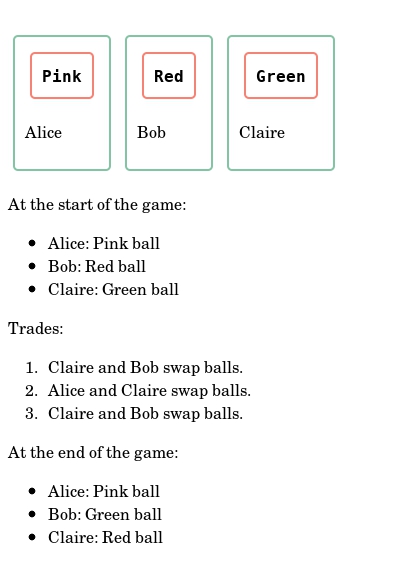 Pink Red Green
Alice Bob Claire
At the start of the game:
• Alice: Pink ball
• Bob: Red ball
• Claire: Green ball
Trades:
1. Claire and Bob swap balls.
2. Alice and Claire swap balls.
3. Claire and Bob swap balls.
At the end of the game:
• Alice: Pink ball
• Bob: Green ball
• Claire: Red ball